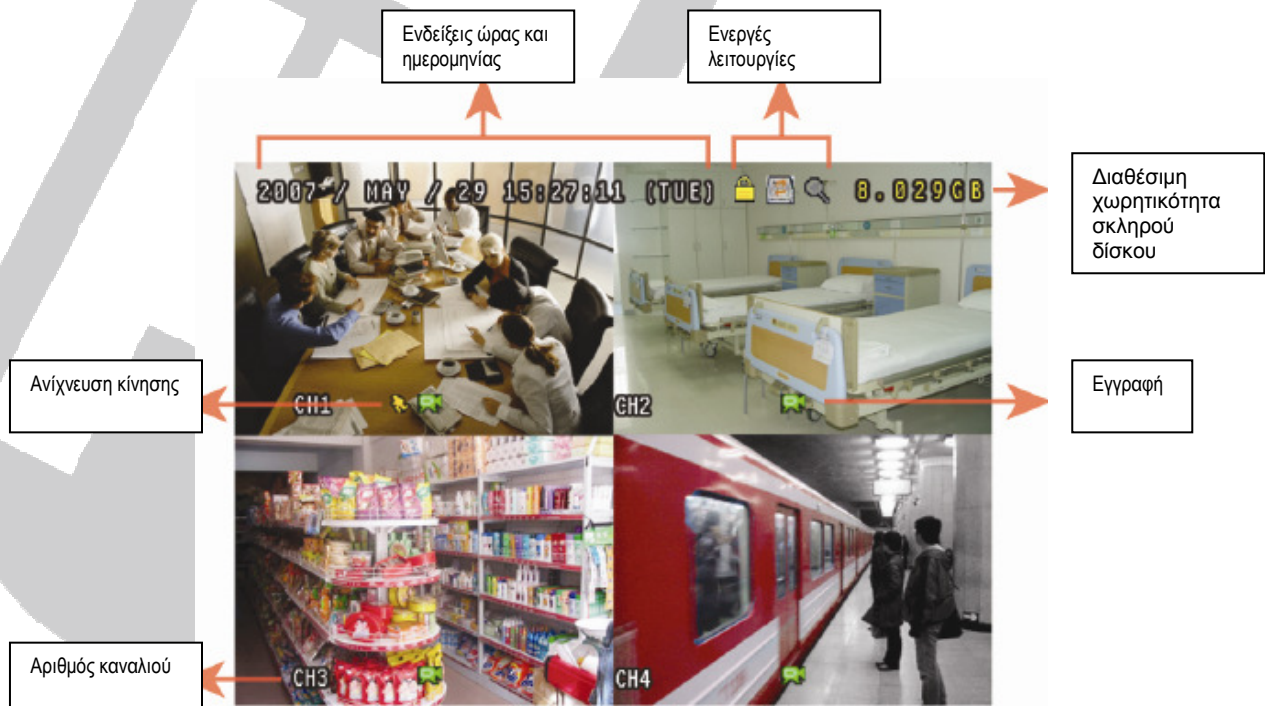 Ενδείξεις ώρας και
ημερομηνίας
Ενεργές
λειτουργίες
2007 / MAY / 29 15:27:11 (TUE)
8.029GB
Διαθέσιμη
χωρητικότητα
σκληρού
δίσκου
Ανίχνευση κίνησης
CH1
CH2
Εγγραφή
Αριθμός καναλιού
CH3
CH4